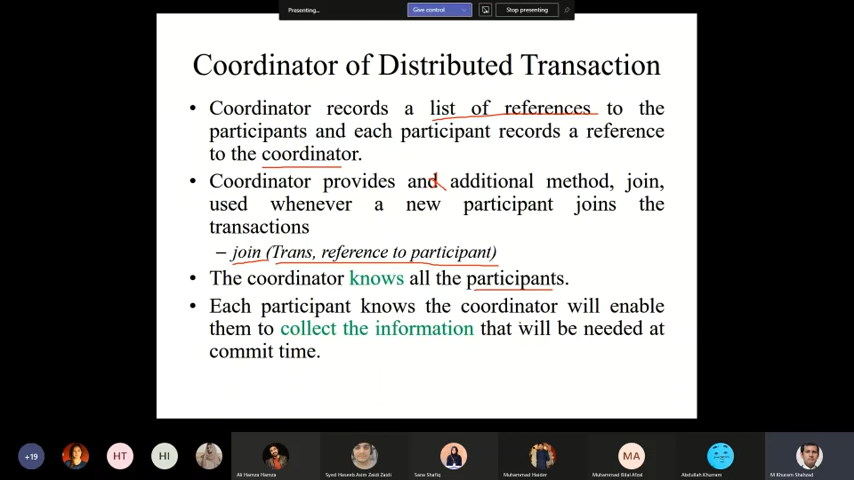 Presenting...
Give control
Stop presenting
Coordinator of Distributed Transaction
• Coordinator records a list of references to the
participants and each participant records a reference
to the coordinator.
• Coordinator provides and additional method, join,
used whenever a new participant joins the
transactions
– join (Trans, reference to participant)
• The coordinator knows all the participants.
• Each participant knows the coordinator will enable
them to collect the information that will be needed at
commit time.
+19
HT
HI
MA
Ali Hamza Hamza
Syed Haseeb Azim Zaidi Zaidi
Sana Shafiq
Muhammad Haider
Muhammad Bilal Afzal
Abdullah Khurram
M Khuram Shahzad